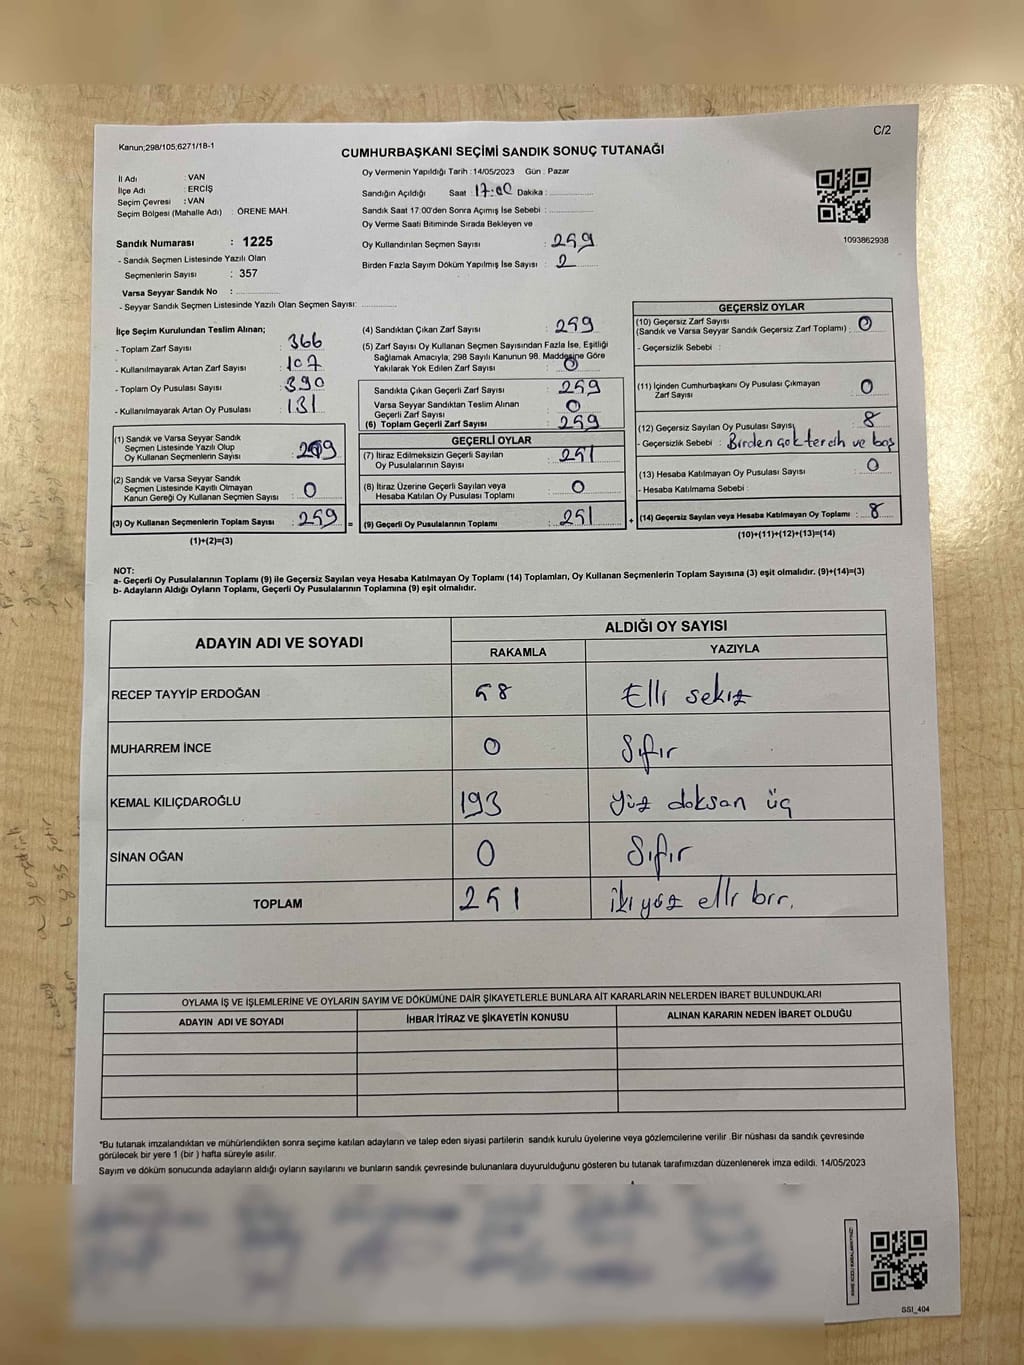 C/2
Kanun;298/105;6271/18-1
CUMHURBAŞKANI SEÇİMİ SANDIK SONUÇ TUTANAĞI
İl Adı : VAN
İlçe Adı : ERCİŞ
Seçim Çevresi : VAN
Seçim Bölgesi (Mahalle Adı) : ÖRENE MAH.
Sandık Numarası : 1225
- Sandık Seçmen Listesinde Yazılı Olan
Seçmenlerin Sayısı : 357
Varsa Seyyar Sandık No :
- Seyyar Sandık Seçmen Listesinde Yazılı Olan Seçmen Sayısı:
Oy Vermenin Yapıldığı Tarih : 14/05/2023 Gün : Pazar
Sandığın Açıldığı Saat : 17:00 Dakika :
Sandık Saat 17.00'den Sonra Açımış İse Sebebi :
Oy Verme Saati Bitiminde Sırada Bekleyen ve
Oy Kullandırılan Seçmen Sayısı : 259
Birden Fazla Sayım Döküm Yapılmış İse Sayısı : 2
1093862938
İlçe Seçim Kurulundan Teslim Alınan;
- Toplam Zarf Sayısı : 366
- Kullanılmayarak Artan Zarf Sayısı : 107
- Toplam Oy Pusulası Sayısı : 390
- Kullanılmayarak Artan Oy Pusulası : 131
(1) Sandık ve Varsa Seyyar Sandık
Seçmen Listesinde Yazılı Olup
Oy Kullanan Seçmenlerin Sayısı : 259
(2) Sandık ve Varsa Seyyar Sandık
Seçmen Listesinde Kayıtlı Olmayan
Kanun Gereği Oy Kullanan Seçmen Sayısı : 0
(3) Oy Kullanan Seçmenlerin Toplam Sayısı : 259 =
(1)+(2)=(3)
(4) Sandıktan Çıkan Zarf Sayısı : 259
(5) Zarf Sayısı Oy Kullanan Seçmen Sayısından Fazla İse, Eşitliği
Sağlamak Amacıyla, 298 Sayılı Kanunun 98. Maddesine Göre
Yakılarak Yok Edilen Zarf Sayısı : 0
Sandıkta Çıkan Geçerli Zarf Sayısı : 259
Varsa Seyyar Sandıktan Teslim Alınan
Geçerli Zarf Sayısı : 0
(6) Toplam Geçerli Zarf Sayısı : 259
GEÇERLİ OYLAR
(7) İtiraz Edilmeksizin Geçerli Sayılan
Oy Pusulalarının Sayısı : 251
(8) İtiraz Üzerine Geçerli Sayılan veya
Hesaba Katılan Oy Pusulası Toplamı : 0
(9) Geçerli Oy Pusulalarının Toplamı : 251 +
GEÇERSİZ OYLAR
(10) Geçersiz Zarf Sayısı
(Sandık ve Varsa Seyyar Sandık Geçersiz Zarf Toplamı) : 0
- Geçersizlik Sebebi :
(11) İçinden Cumhurbaşkanı Oy Pusulası Çıkmayan
Zarf Sayısı : 0
(12) Geçersiz Sayılan Oy Pusulası Sayısı : 8
- Geçersizlik Sebebi : Birden çok tercih ve boş
(13) Hesaba Katılmayan Oy Pusulası Sayısı : 0
- Hesaba Katılmama Sebebi :
(14) Geçersiz Sayılan veya Hesaba Katılmayan Oy Toplamı : 8
(10)+(11)+(12)+(13)=(14)
NOT:
a- Geçerli Oy Pusulalarının Toplamı (9) ile Geçersiz Sayılan veya Hesaba Katılmayan Oy Toplamı (14) Toplamları, Oy Kullanan Seçmenlerin Toplam Sayısına (3) eşit olmalıdır. (9)+(14)=(3)
b- Adayların Aldığı Oyların Toplamı, Geçerli Oy Pusulalarının Toplamına (9) eşit olmalıdır.
ADAYIN ADI VE SOYADI
ALDIĞI OY SAYISI
RAKAMLA YAZIYLA
RECEP TAYYİP ERDOĞAN 58 Elli sekiz
MUHARREM İNCE 0 Sıfır
KEMAL KILIÇDAROĞLU 193 yüz doksan üç
SİNAN OĞAN 0 Sıfır
TOPLAM 251 iki yüz elli bir.
OYLAMA İŞ VE İŞLEMLERİNE VE OYLARIN SAYIM VE DÖKÜMÜNE DAİR ŞİKAYETLERLE BUNLARA AİT KARARLARIN NELERDEN İBARET BULUNDUKLARI
ADAYIN ADI VE SOYADI İHBAR İTİRAZ VE ŞİKAYETİN KONUSU ALINAN KARARIN NEDEN İBARET OLDUĞU
*Bu tutanak imzalandıktan ve mühürlendikten sonra seçime katılan adayların ve talep eden siyasi partilerin sandık kurulu üyelerine veya gözlemcilerine verilir .Bir nüshası da sandık çevresinde
görülecek bir yere 1 (bir ) hafta süreyle asılır.
Sayım ve döküm sonucunda adayların aldığı oyların sayılarını ve bunların sandık çevresinde bulunanlara duyurulduğunu gösteren bu tutanak tarafımızdan düzenlenerek imza edildi. 14/05/2023
SSI_404